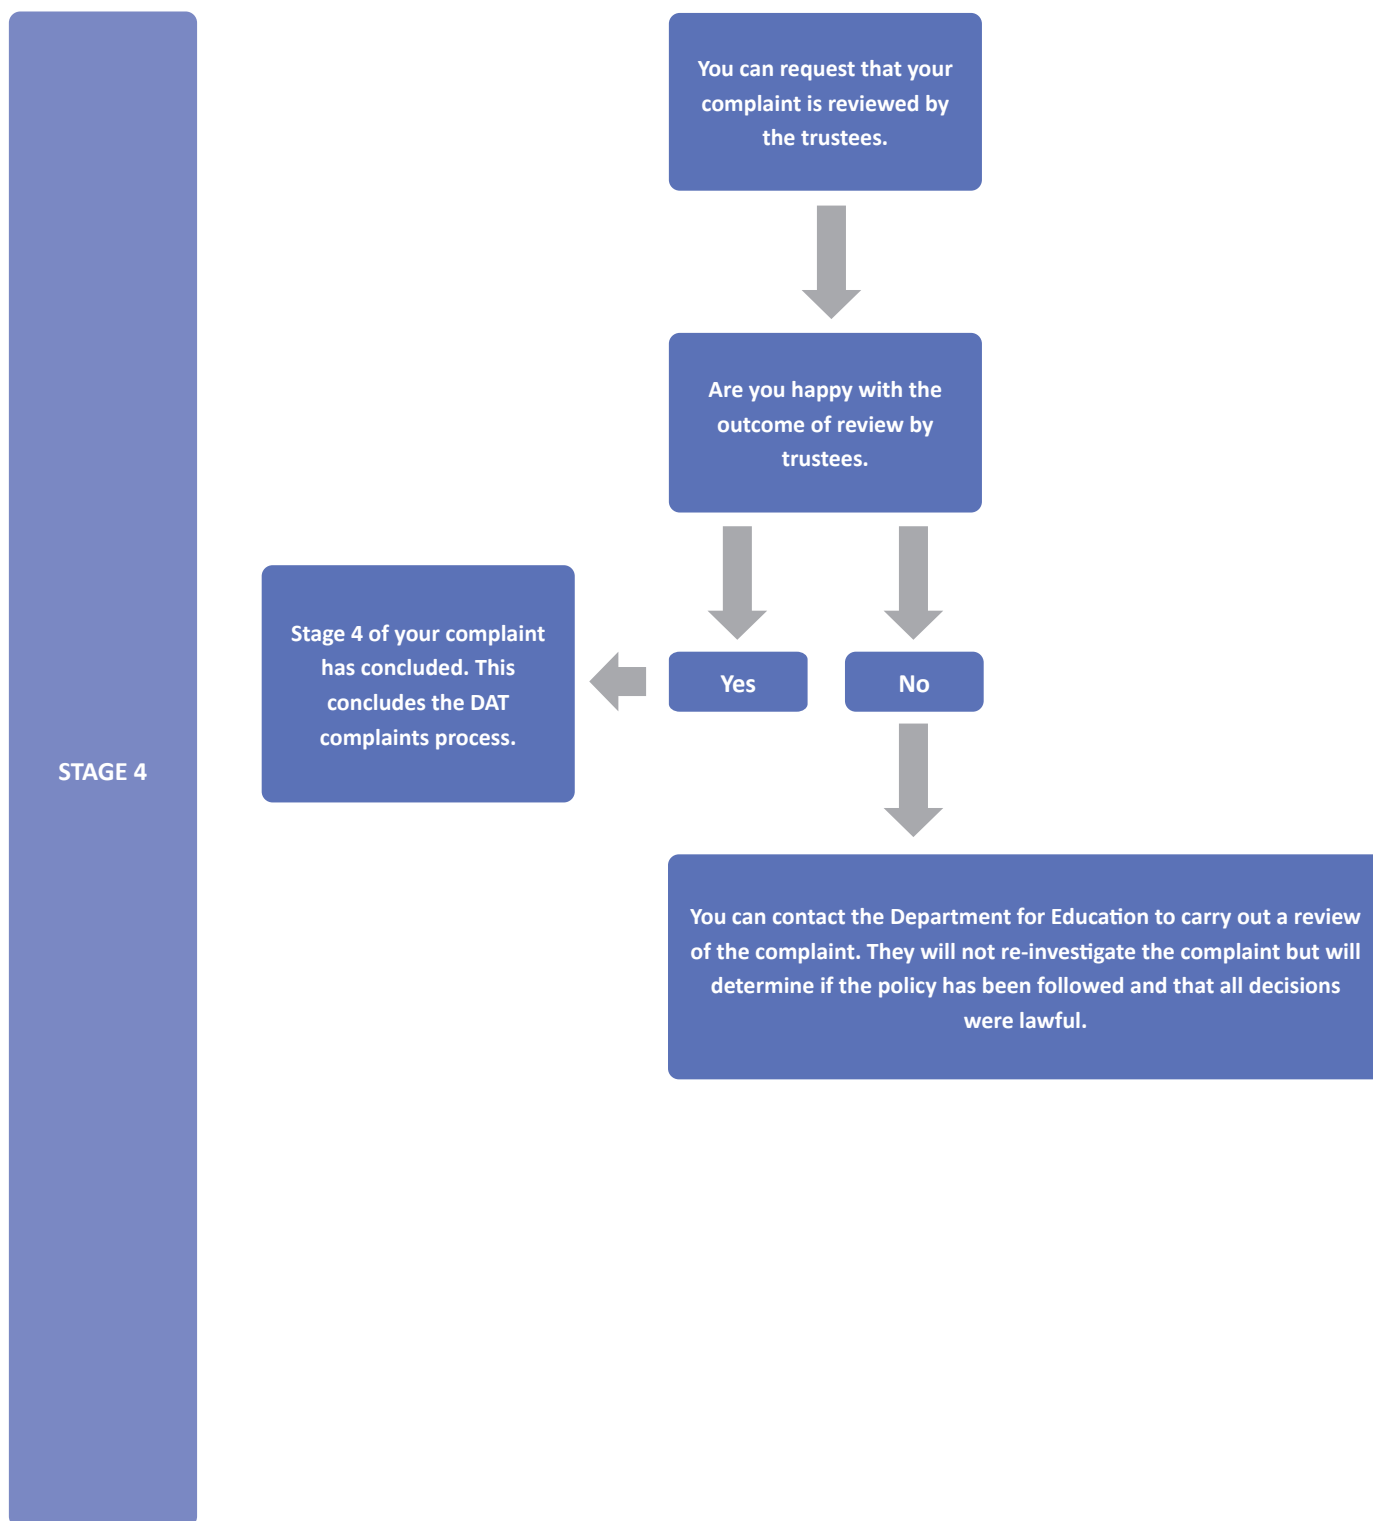 You can request that your
complaint is reviewed by
the trustees.
Are you happy with the
outcome of review by
trustees.
Yes
No
Stage 4 of your complaint
has concluded. This
concludes the DAT
complaints process.
STAGE 4
You can contact the Department for Education to carry out a review
of the complaint. They will not re-investigate the complaint but will
determine if the policy has been followed and that all decisions
were lawful.